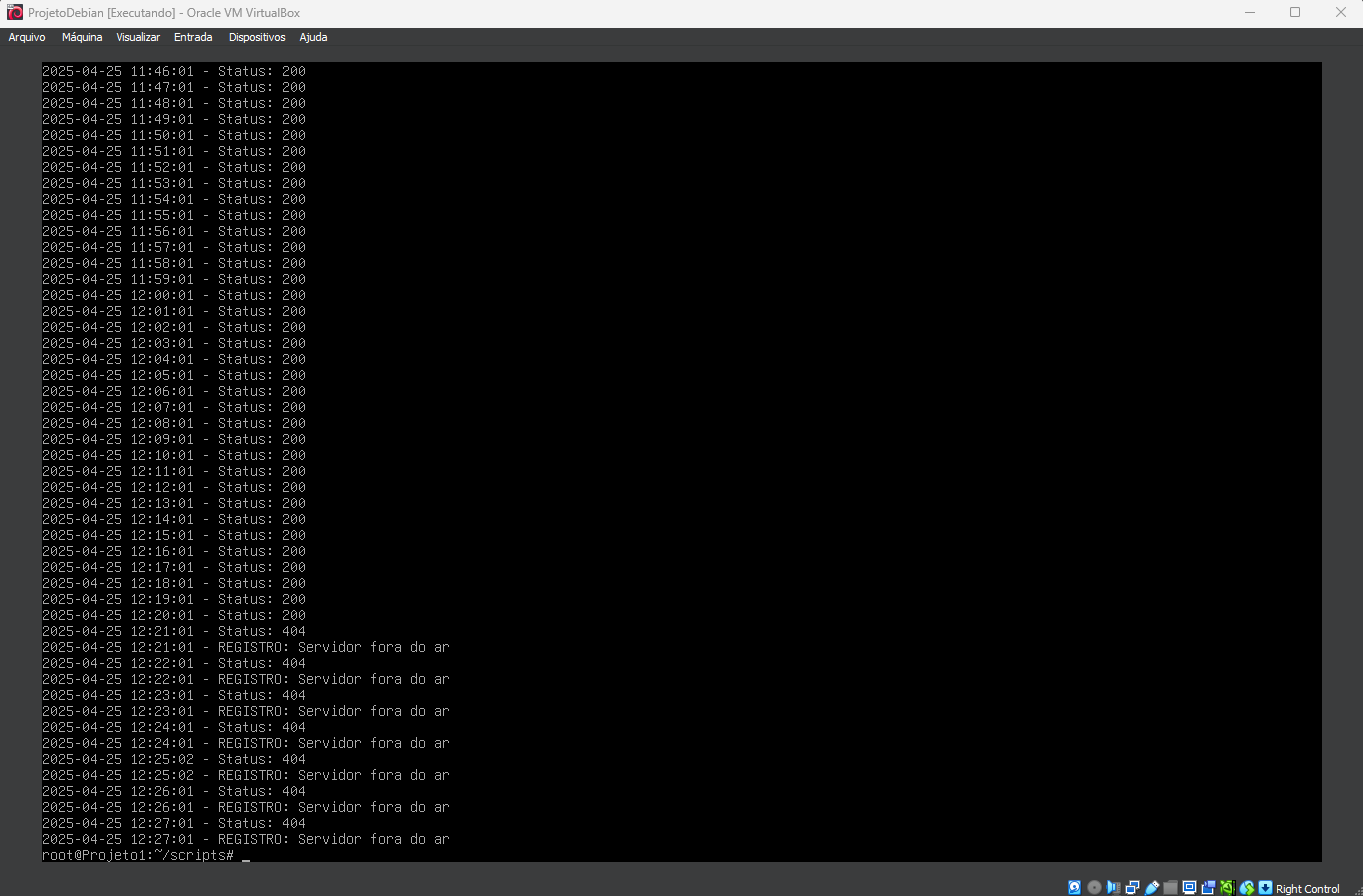 ProjetoDebian [Executando] - Oracle VM VirtualBox
Arquivo Máquina Visualizar Entrada Dispositivos Ajuda
2025-04-25 11:46:01 - Status: 200
2025-04-25 11:47:01 - Status: 200
2025-04-25 11:48:01 - Status: 200
2025-04-25 11:49:01 - Status: 200
2025-04-25 11:50:01 - Status: 200
2025-04-25 11:51:01 - Status: 200
2025-04-25 11:52:01 - Status: 200
2025-04-25 11:53:01 - Status: 200
2025-04-25 11:54:01 - Status: 200
2025-04-25 11:55:01 - Status: 200
2025-04-25 11:56:01 - Status: 200
2025-04-25 11:57:01 - Status: 200
2025-04-25 11:58:01 - Status: 200
2025-04-25 11:59:01 - Status: 200
2025-04-25 12:00:01 - Status: 200
2025-04-25 12:01:01 - Status: 200
2025-04-25 12:02:01 - Status: 200
2025-04-25 12:03:01 - Status: 200
2025-04-25 12:04:01 - Status: 200
2025-04-25 12:05:01 - Status: 200
2025-04-25 12:06:01 - Status: 200
2025-04-25 12:07:01 - Status: 200
2025-04-25 12:08:01 - Status: 200
2025-04-25 12:09:01 - Status: 200
2025-04-25 12:10:01 - Status: 200
2025-04-25 12:11:01 - Status: 200
2025-04-25 12:12:01 - Status: 200
2025-04-25 12:13:01 - Status: 200
2025-04-25 12:14:01 - Status: 200
2025-04-25 12:15:01 - Status: 200
2025-04-25 12:16:01 - Status: 200
2025-04-25 12:17:01 - Status: 200
2025-04-25 12:18:01 - Status: 200
2025-04-25 12:19:01 - Status: 200
2025-04-25 12:20:01 - Status: 200
2025-04-25 12:21:01 - Status: 404
2025-04-25 12:21:01 - REGISTRO: Servidor fora do ar
2025-04-25 12:22:01 - Status: 404
2025-04-25 12:22:01 - REGISTRO: Servidor fora do ar
2025-04-25 12:23:01 - Status: 404
2025-04-25 12:23:01 - REGISTRO: Servidor fora do ar
2025-04-25 12:24:01 - Status: 404
2025-04-25 12:24:01 - REGISTRO: Servidor fora do ar
2025-04-25 12:25:02 - Status: 404
2025-04-25 12:25:02 - REGISTRO: Servidor fora do ar
2025-04-25 12:26:01 - Status: 404
2025-04-25 12:26:01 - REGISTRO: Servidor fora do ar
2025-04-25 12:27:01 - Status: 404
2025-04-25 12:27:01 - REGISTRO: Servidor fora do ar
root@Projeto1:~/scripts# _
Right Control